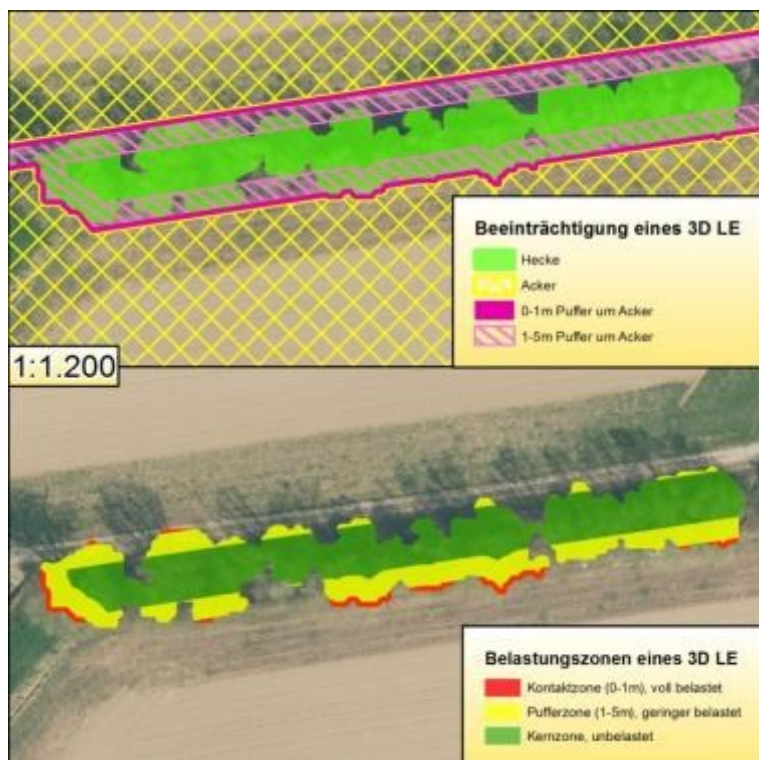 Beeinträchtigung eines 3D LE
Hecke
Acker
0-1m Puffer um Acker
1-5m Puffer um Acker
1:1.200
Belastungszonen eines 3D LE
Kontaktzone (0-1m), voll belastet
Pufferzone (1-5m), geringer belastet
Kernzone, unbelastet